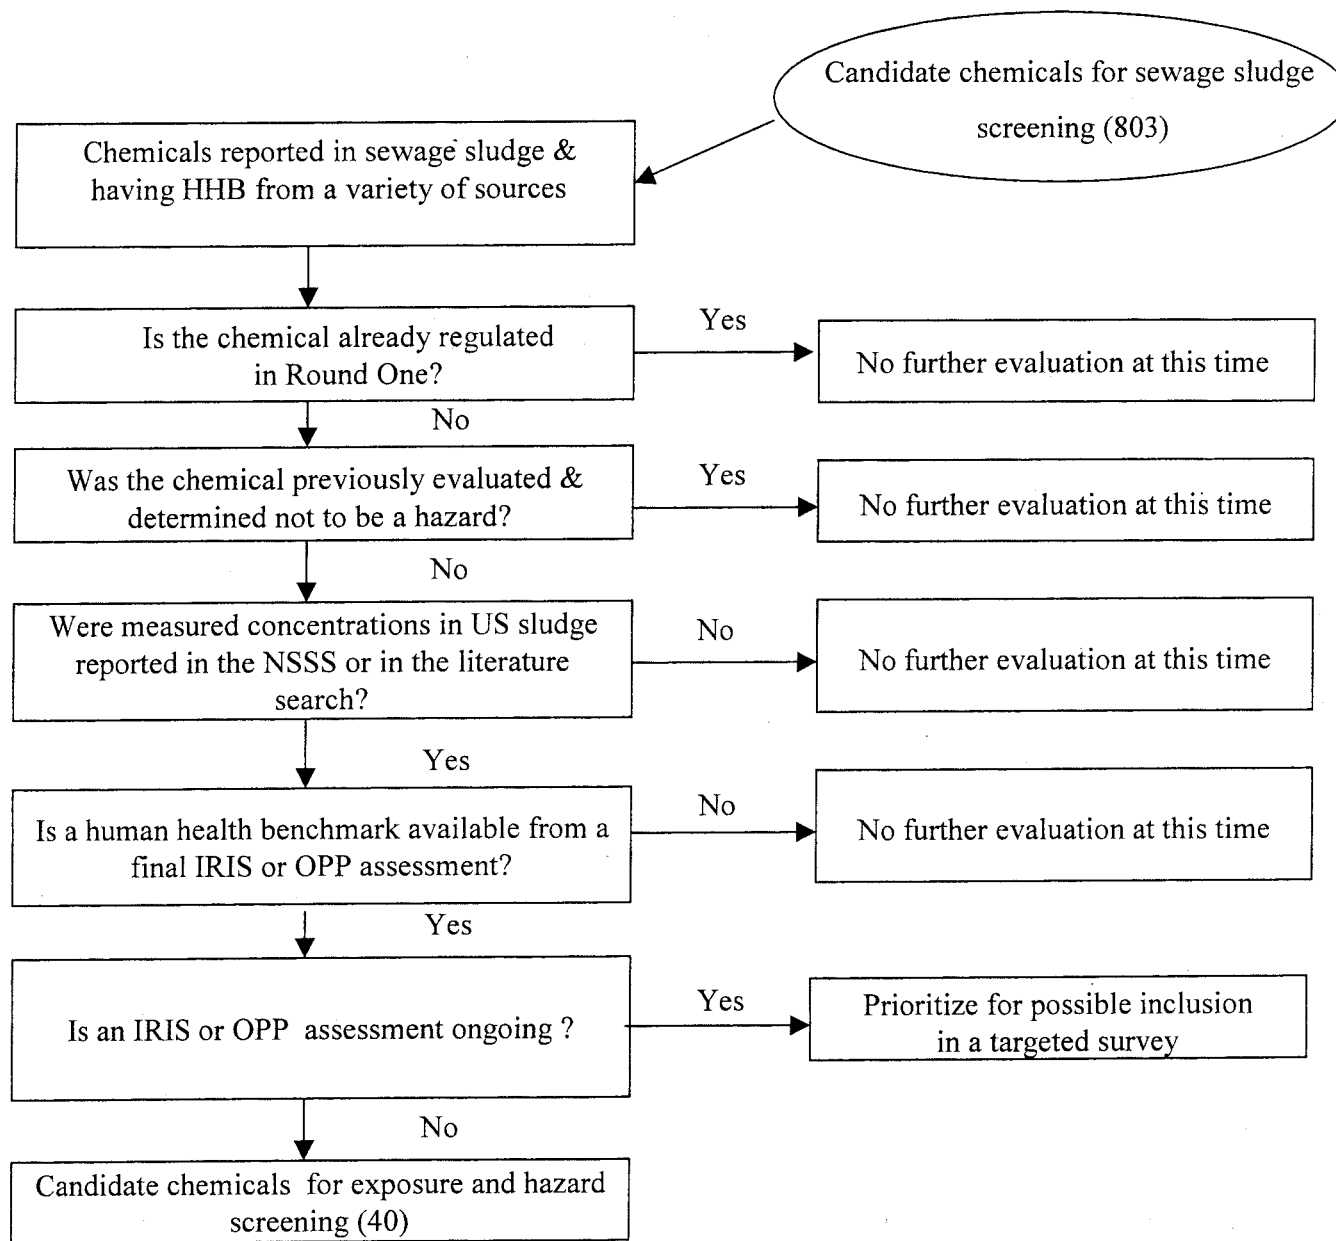 Candidate chemicals for sewage sludge
screening (803)
Chemicals reported in sewage sludge &
having HHB from a variety of sources
Is the chemical already regulated
in Round One?
Yes
No further evaluation at this time
No
Was the chemical previously evaluated &
determined not to be a hazard?
Yes
No further evaluation at this time
No
Were measured concentrations in US sludge
reported in the NSSS or in the literature
search?
No
No further evaluation at this time
Yes
Is a human health benchmark available from a
final IRIS or OPP assessment?
No
No further evaluation at this time
Yes
Is an IRIS or OPP assessment ongoing ?
Yes
Prioritize for possible inclusion
in a targeted survey
No
Candidate chemicals for exposure and hazard
screening (40)